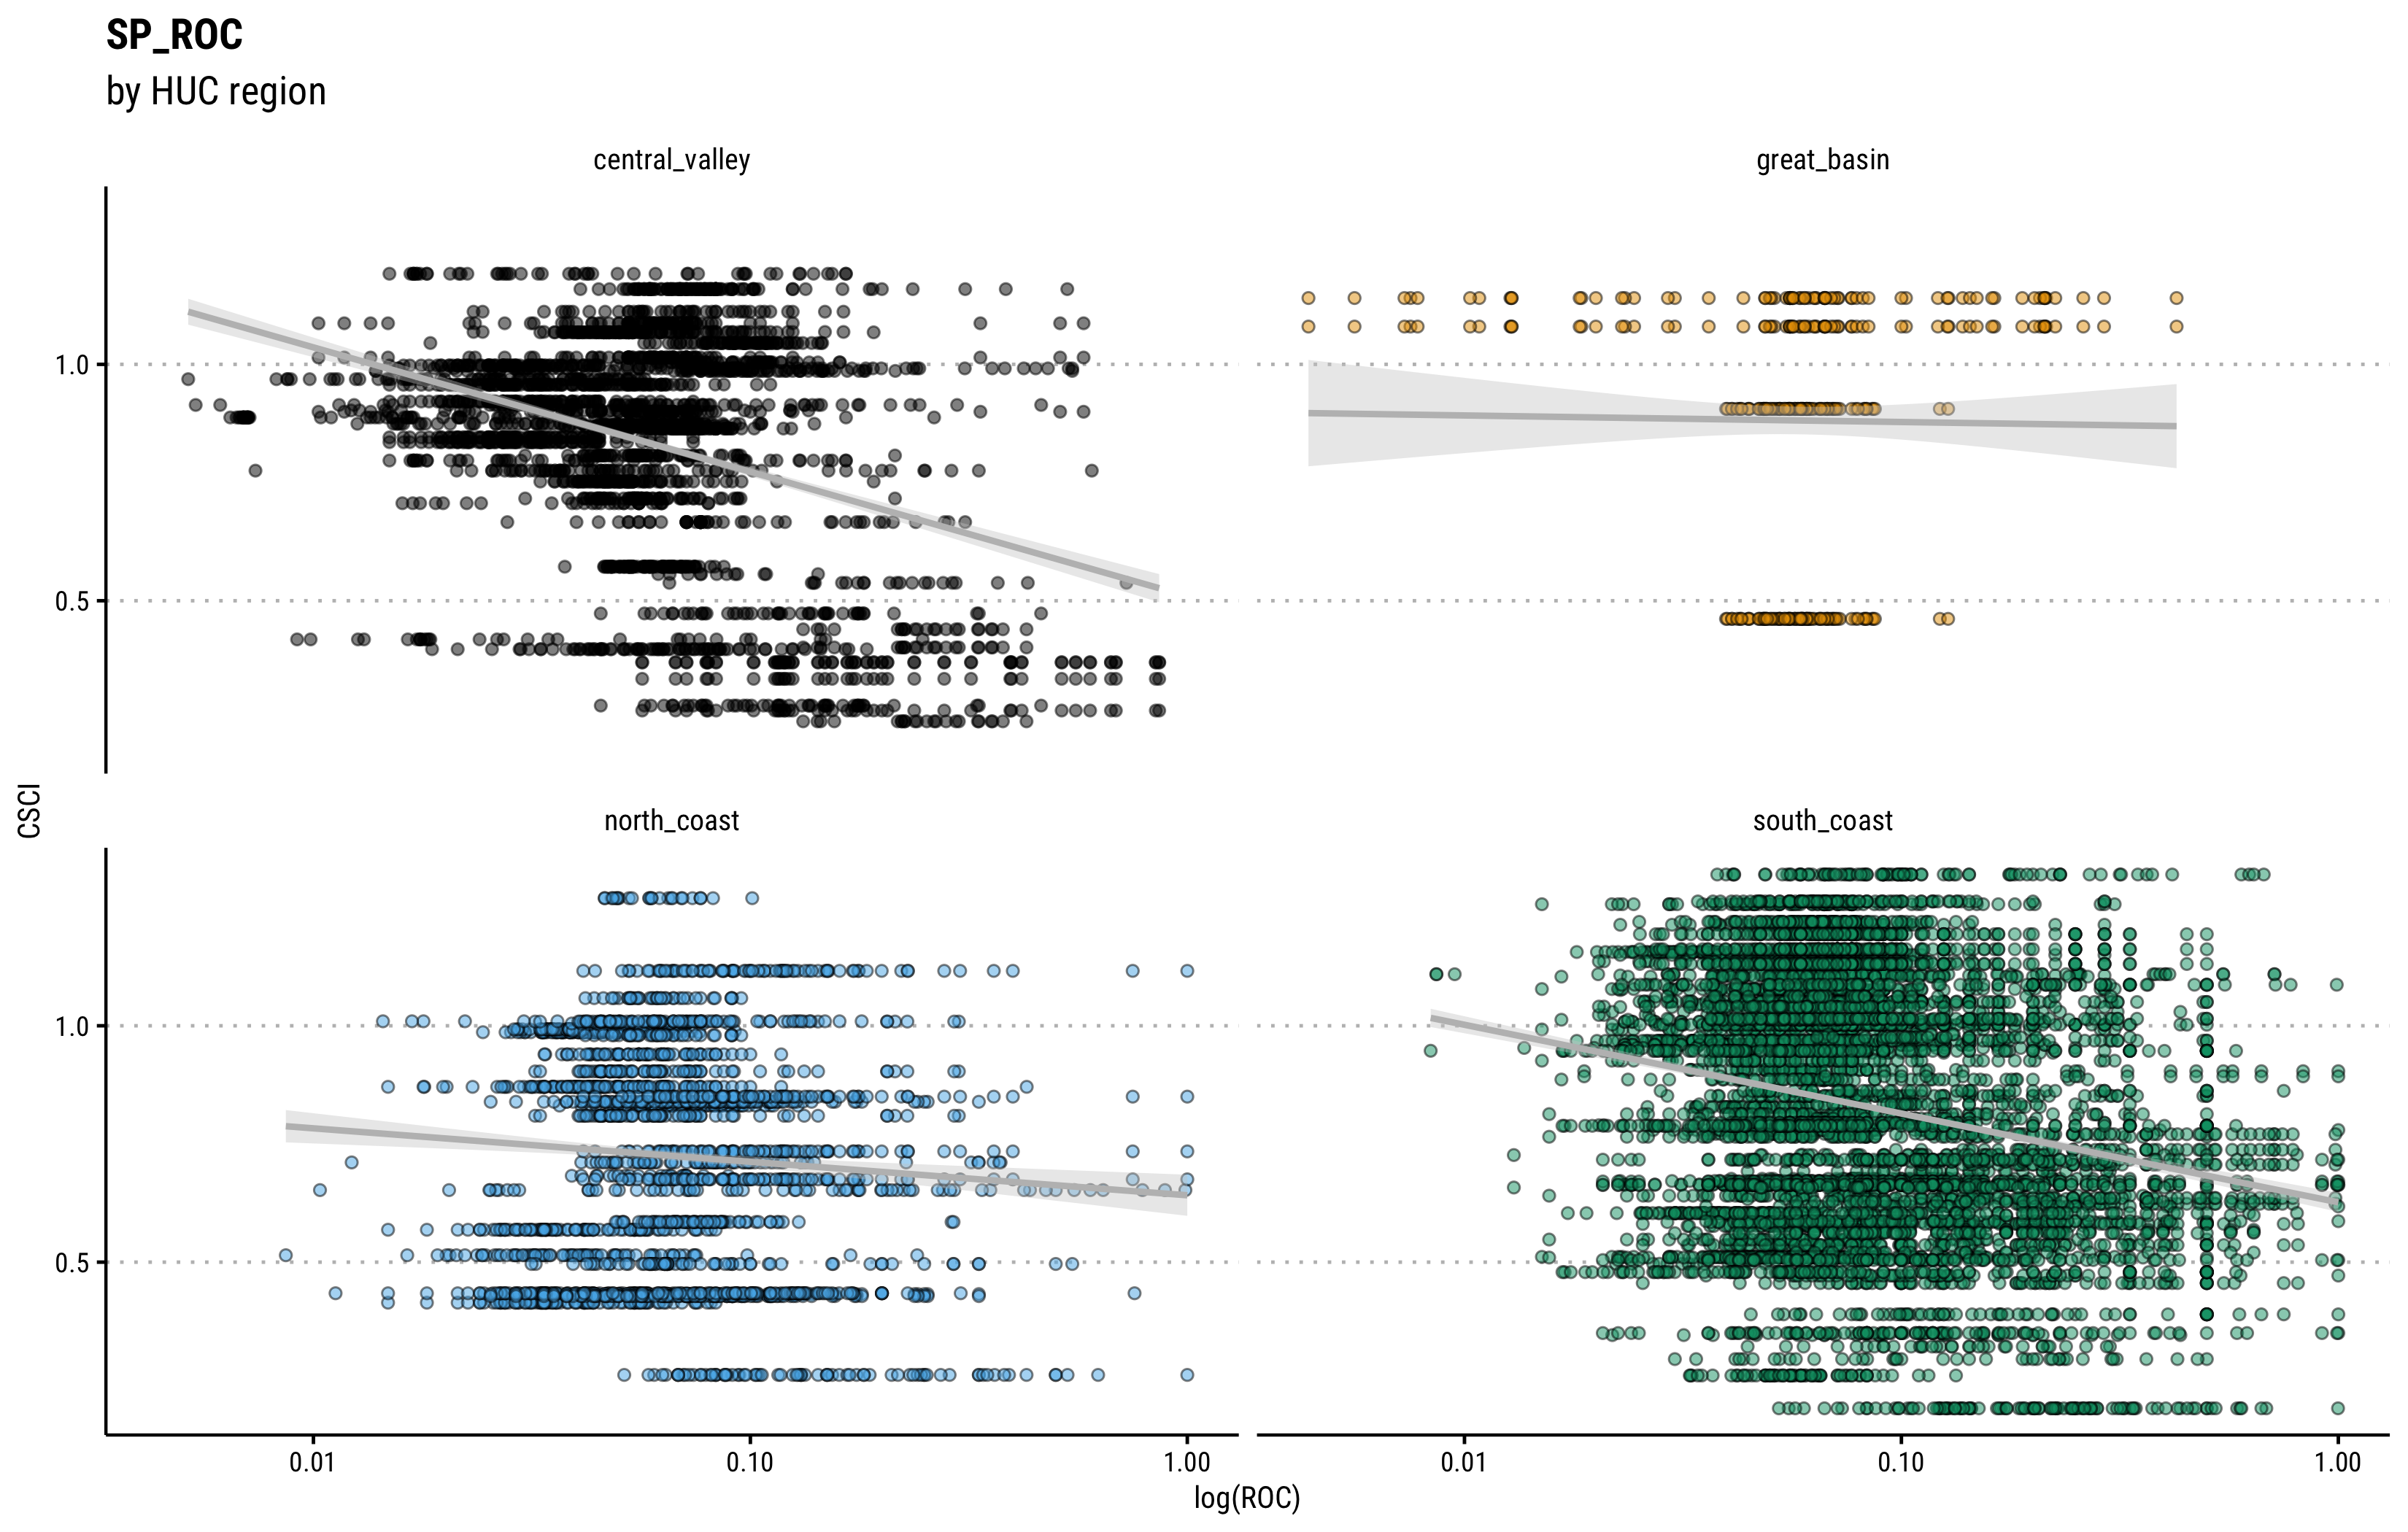 SP_ROC
by HUC region
central_valley
great_basin
1.0
0.5
CSCI
north_coast
south_coast
1.0
0.5
0.01
0.10
1.00
0.01
0.10
1.00
log(ROC)